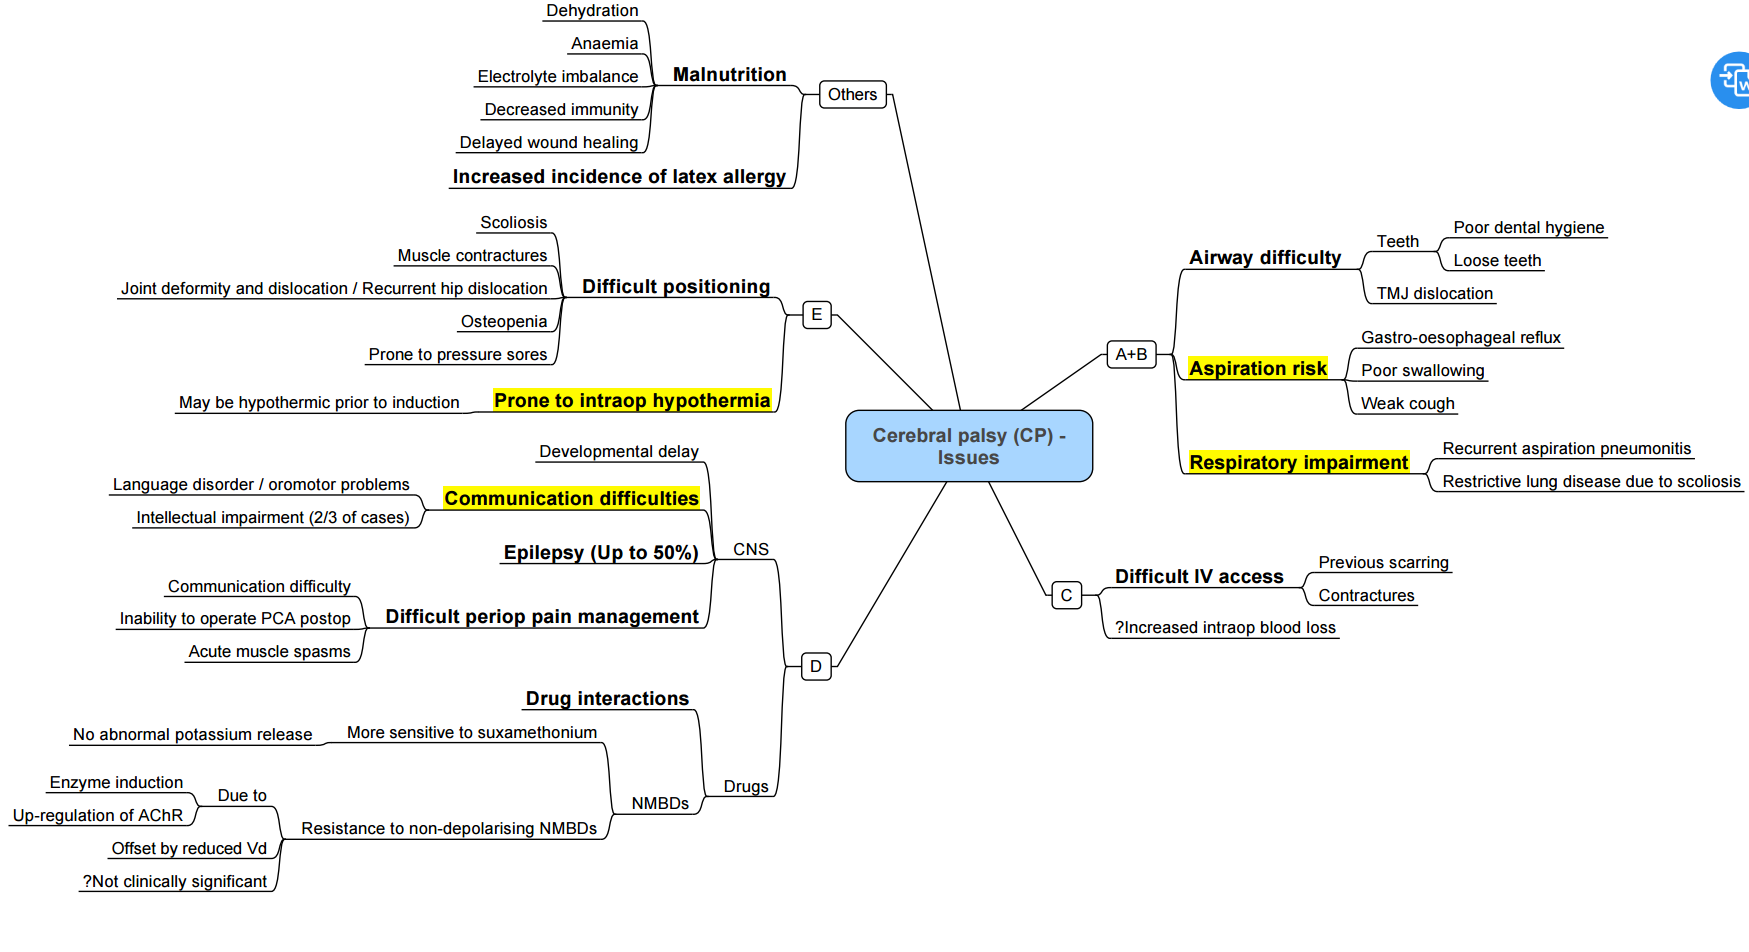 Dehydration
Anaemia
Electrolyte imbalance
Decreased immunity
Delayed wound healing
Malnutrition
Increased incidence of latex allergy
Others
Scoliosis
Muscle contractures
Joint deformity and dislocation / Recurrent hip dislocation
Osteopenia
Prone to pressure sores
Difficult positioning
May be hypothermic prior to induction
Prone to intraop hypothermia
E
Developmental delay
Language disorder / oromotor problems
Intellectual impairment (2/3 of cases)
Communication difficulties
Epilepsy (Up to 50%)
Communication difficulty
Inability to operate PCA postop
Acute muscle spasms
Difficult periop pain management
CNS
D
Drug interactions
No abnormal potassium release
More sensitive to suxamethonium
Enzyme induction
Up-regulation of AChR
Due to
Offset by reduced Vd
?Not clinically significant
Resistance to non-depolarising NMBDs
NMBDs
Drugs
Cerebral palsy (CP) -
Issues
A+B
Airway difficulty
Teeth
Poor dental hygiene
Loose teeth
TMJ dislocation
Aspiration risk
Gastro-oesophageal reflux
Poor swallowing
Weak cough
Respiratory impairment
Recurrent aspiration pneumonitis
Restrictive lung disease due to scoliosis
C
Difficult IV access
Previous scarring
Contractures
?Increased intraop blood loss
W